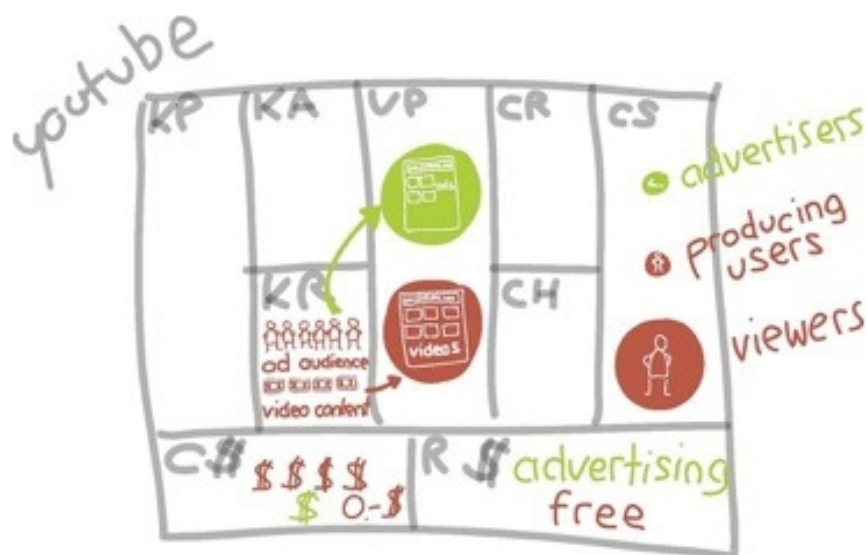 youtube
KP
KA
VP
CR
CS
ads
advertisers
producing
users
KR
CH
videos
viewers
ad audience
video content
C$ $ $ $ $
$ 0.-$
R $ advertising
free